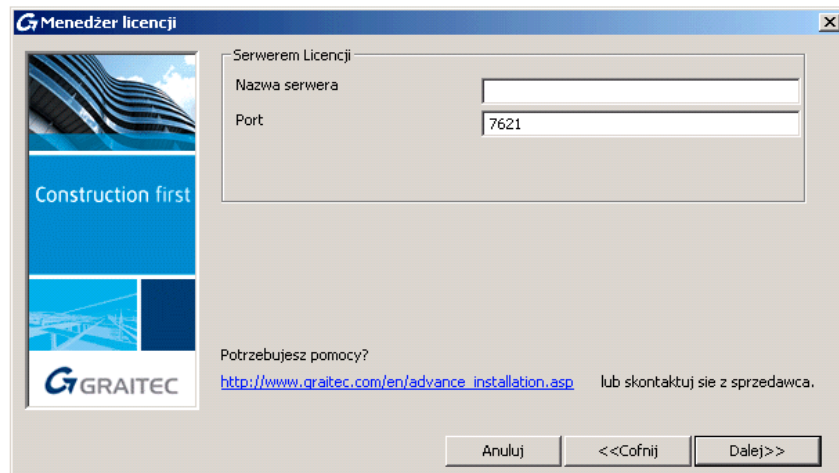 Menedżer licencji
Serwerem Licencji
Nazwa serwera
Port
7621
Construction first
GRAITEC
Potrzebujesz pomocy?
http://www.graitec.com/en/advance_installation.asp lub skontaktuj sie z sprzedawca.
Anuluj <<Cofnij Dalej>>